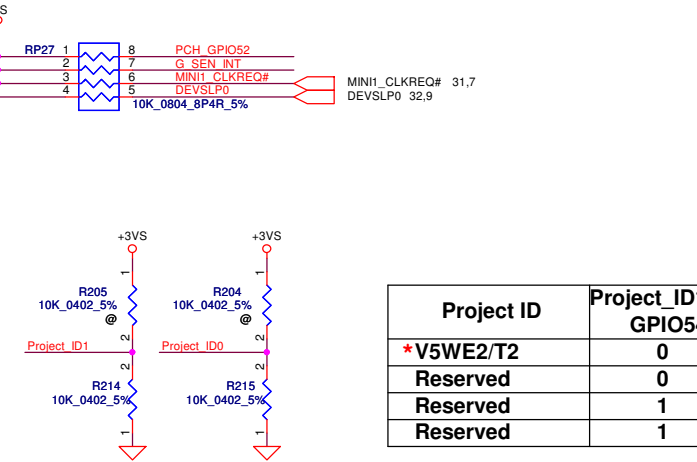 S
RP27 1 8 PCH_GPIO52
2 7 G_SEN_INT
3 6 MINI1_CLKREQ# MINI1_CLKREQ# 31,7
4 5 DEVSLP0 DEVSLP0 32,9
10K_0804_8P4R_5%
+3VS +3VS
1 1
R205 R204
10K_0402_5% 10K_0402_5%
@ @
2 2
Project_ID1 Project_ID0
2 2
R214 R215
10K_0402_5% 10K_0402_5%
1 1
Project ID Project_ID1
GPIO54
*V5WE2/T2 0
Reserved 0
Reserved 1
Reserved 1